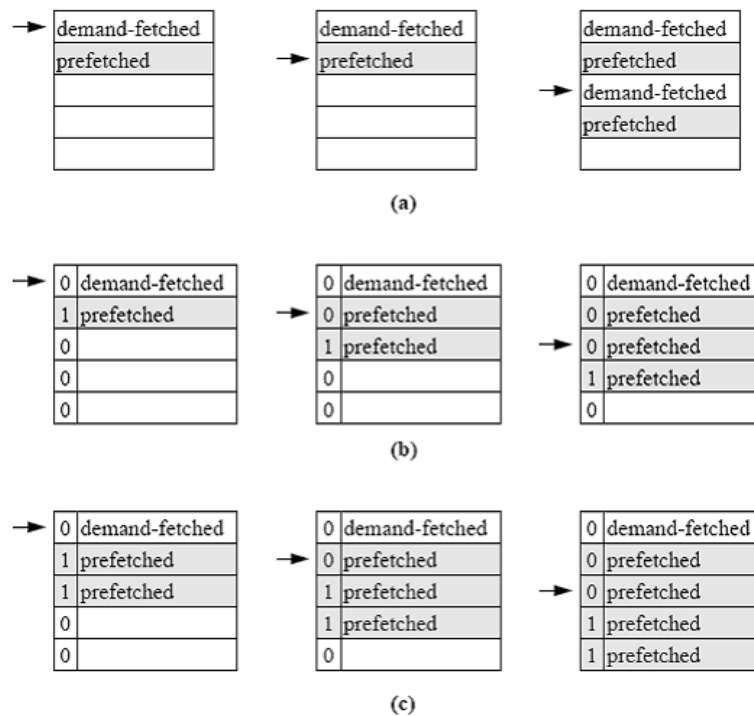 demand-fetched demand-fetched demand-fetched
prefetched prefetched prefetched
demand-fetched
prefetched
(a)
0 demand-fetched 0 demand-fetched 0 demand-fetched
1 prefetched 0 prefetched 0 prefetched
0 1 prefetched 0 prefetched
0 0 1 prefetched
0 0 0
(b)
0 demand-fetched 0 demand-fetched 0 demand-fetched
1 prefetched 0 prefetched 0 prefetched
1 prefetched 1 prefetched 0 prefetched
0 1 prefetched 1 prefetched
0 0 1 prefetched
(c)